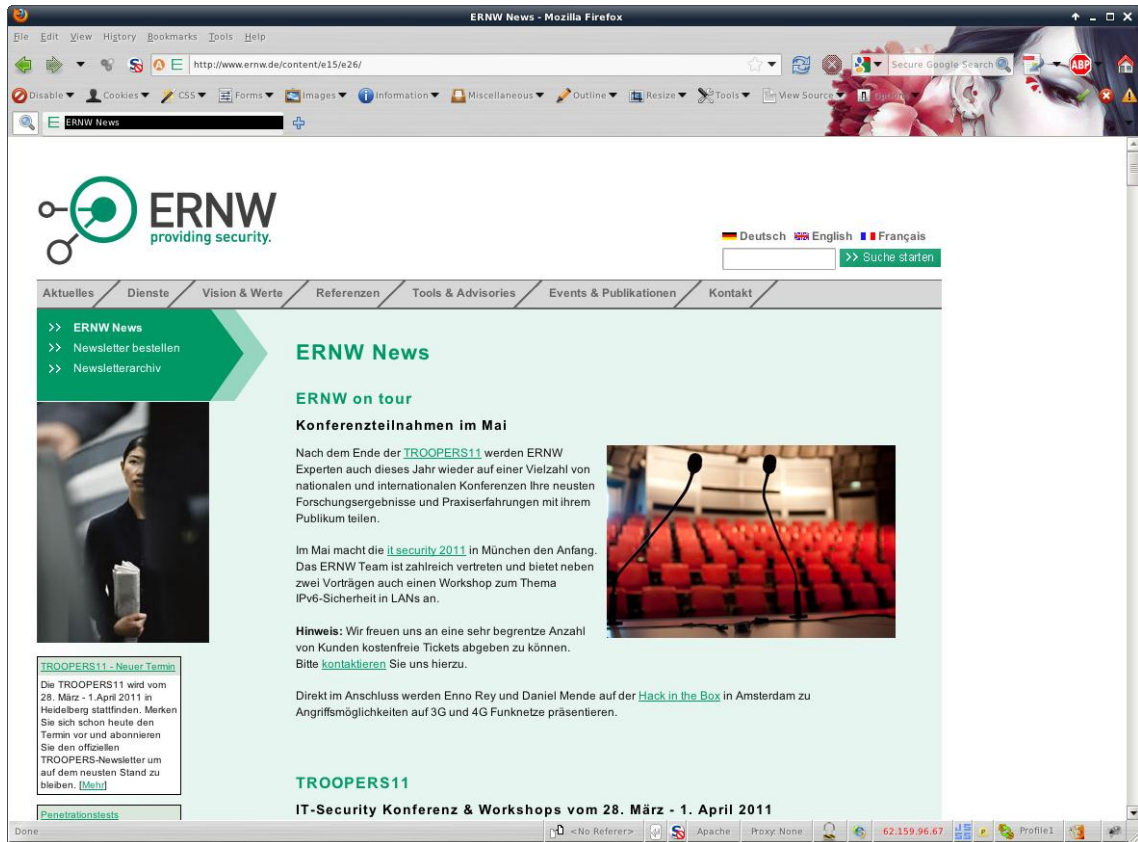 ERNW News - Mozilla Firefox
File Edit View History Bookmarks Tools Help
http://www.ernw.de/content/e15/e26/
Secure Google Search
ABP
Disable Cookies CSS Forms Images Information Miscellaneous Outline Resize Tools View Source Options
ERNW News
ERNW
providing security.
Deutsch English Français
>> Suche starten
Aktuelles Dienste Vision & Werte Referenzen Tools & Advisories Events & Publikationen Kontakt
>> ERNW News
>> Newsletter bestellen
>> Newsletterarchiv
ERNW News
ERNW on tour
Konferenzteilnahmen im Mai
Nach dem Ende der TROOPERS11 werden ERNW
Experten auch dieses Jahr wieder auf einer Vielzahl von
nationalen und internationalen Konferenzen Ihre neusten
Forschungsergebnisse und Praxiserfahrungen mit ihrem
Publikum teilen.
Im Mai macht die it security 2011 in München den Anfang.
Das ERNW Team ist zahlreich vertreten und bietet neben
zwei Vorträgen auch einen Workshop zum Thema
IPv6-Sicherheit in LANs an.
Hinweis: Wir freuen uns an eine sehr begrentze Anzahl
von Kunden kostenfreie Tickets abgeben zu können.
Bitte kontaktieren Sie uns hierzu.
Direkt im Anschluss werden Enno Rey und Daniel Mende auf der Hack in the Box in Amsterdam zu
Angriffsmöglichkeiten auf 3G und 4G Funknetze präsentieren.
TROOPERS11
IT-Security Konferenz & Workshops vom 28. März - 1. April 2011
TROOPERS11 - Neuer Termin
Die TROOPERS11 wird vom
28. März - 1.April 2011 in
Heidelberg stattfinden. Merken
Sie sich schon heute den
Termin vor und abonnieren
Sie den offiziellen
TROOPERS-Newsletter um
auf dem neusten Stand zu
bleiben. [Mehr]
Penetrationstests
Done <No Referer> Apache Proxy: None 62.159.96.67 Profile1